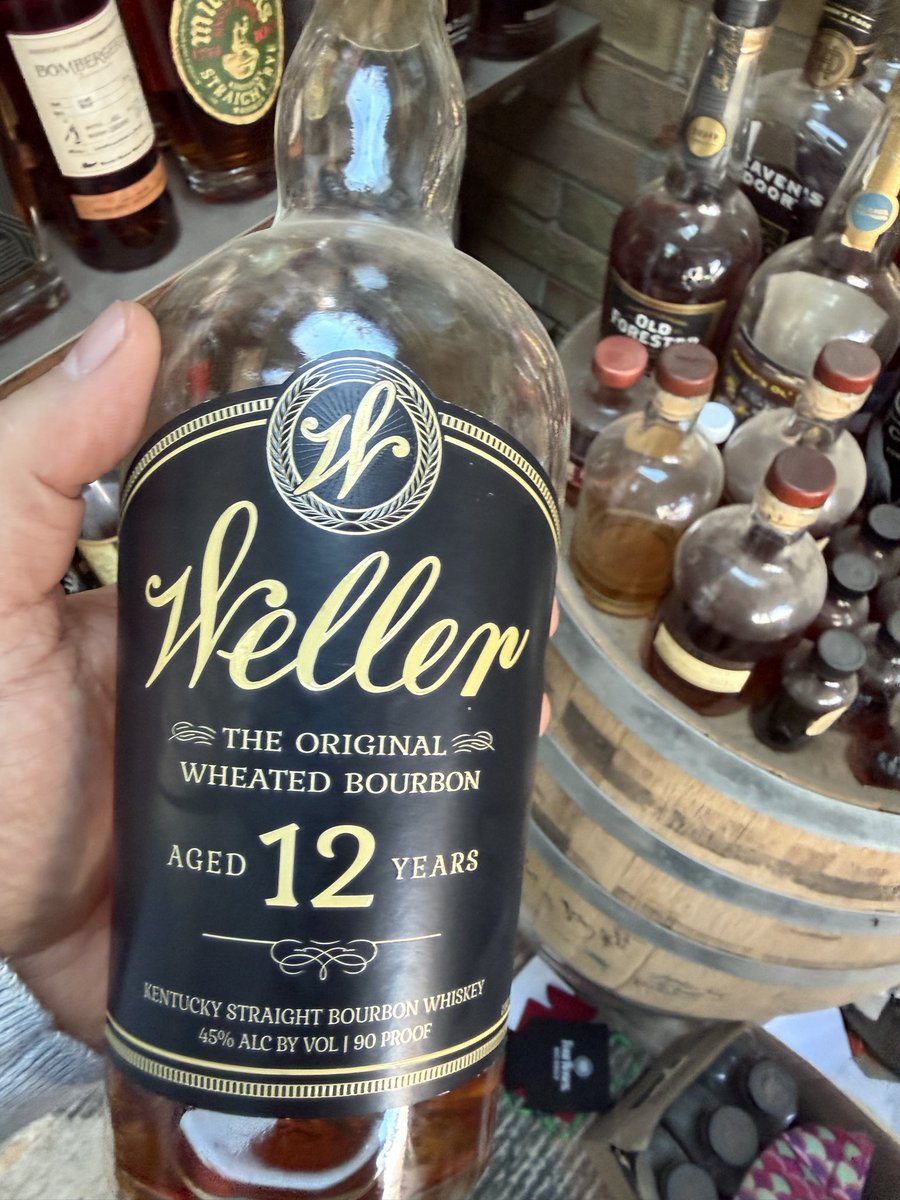 BOMBERGER'S
STRAIGHT RYE
HEAVEN'S
DOOR
OLD
FORESTER
W
Weller
THE ORIGINAL
WHEATED BOURBON
AGED 12 YEARS
KENTUCKY STRAIGHT BOURBON WHISKEY
45% ALC BY VOL | 90 PROOF